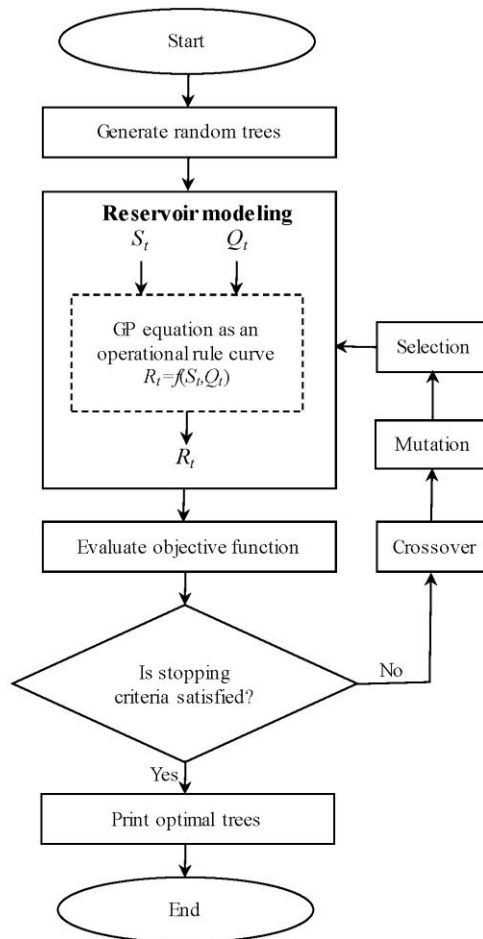 Start
Generate random trees
Reservoir modeling
S_t Q_t
GP equation as an
operational rule curve
R_t=f(S_t,Q_t)
R_t
Selection
Mutation
Crossover
Evaluate objective function
Is stopping
criteria satisfied?
No
Yes
Print optimal trees
End